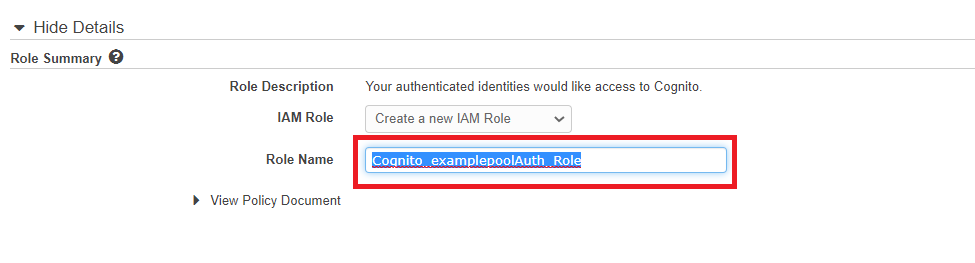 Hide Details
Role Summary
Role Description Your authenticated identities would like access to Cognito.
IAM Role Create a new IAM Role
Role Name Cognito_examplepoolAuth_Role
View Policy Document